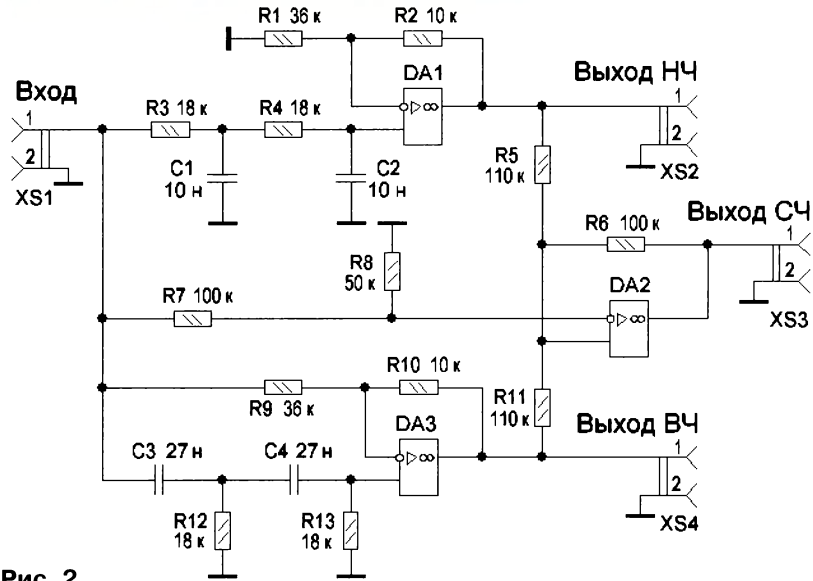 R1 36 к
R2 10 к
DA1
Выход НЧ
Вход
1
2
XS1
R3 18 к
R4 18 к
C1
10 н
C2
10 н
R5
110 к
1
2
XS2
Выход СЧ
R6 100 к
1
2
XS3
R8
50 к
R7 100 к
DA2
R10 10 к
R9 36 к
R11
110 к
DA3
Выход ВЧ
1
2
XS4
C3 27 н
C4 27 н
R12
18 к
R13
18 к
Рис. 2